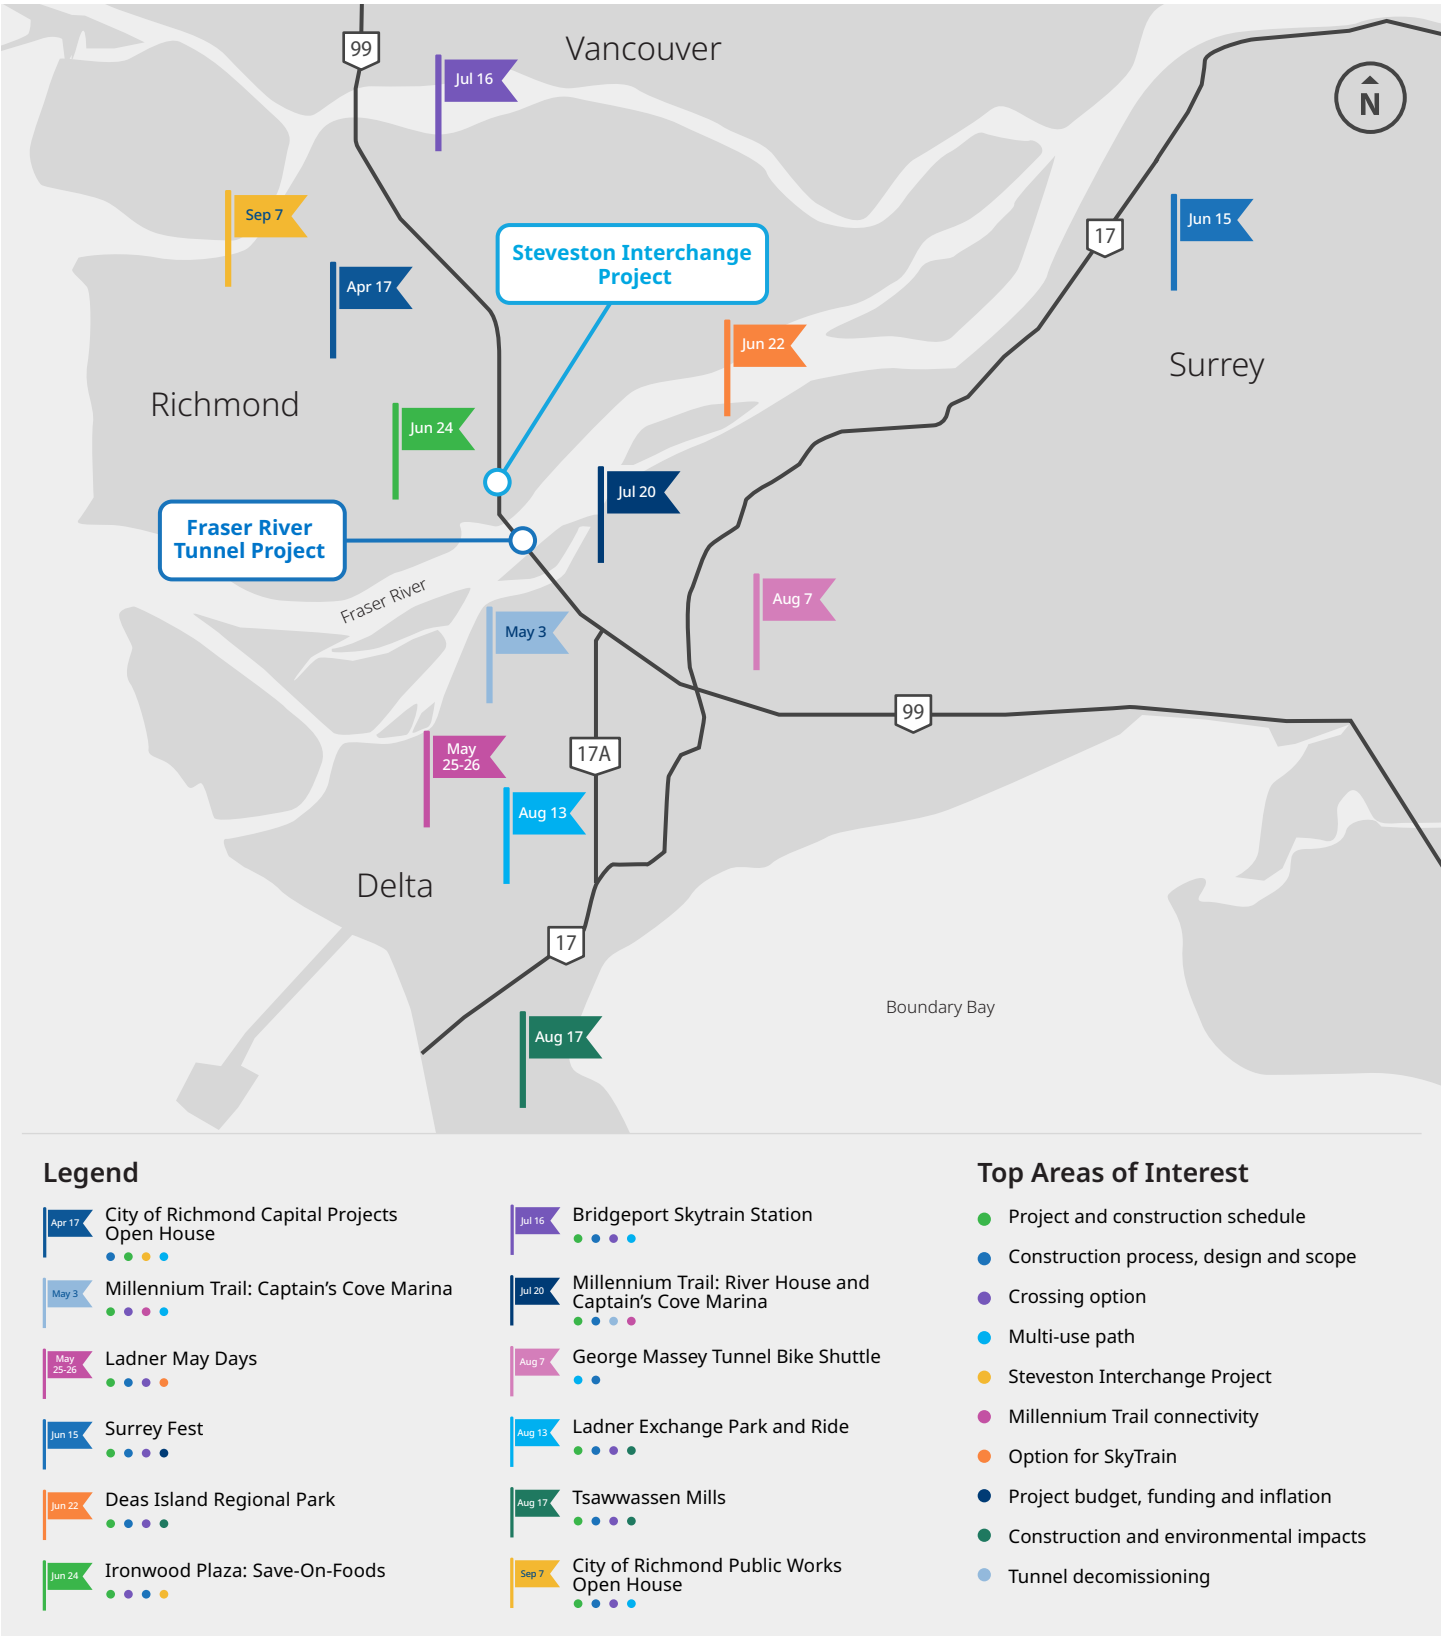 99
Vancouver
Jul 16
N
Sep 7
Jun 15
17
Steveston Interchange
Project
Apr 17
Jun 22
Surrey
Richmond
Jun 24
Jul 20
Fraser River
Tunnel Project
Fraser River
Aug 7
May 3
99
May
25-26
17A
Aug 13
Delta
17
Boundary Bay
Aug 17
Legend
Apr 17
City of Richmond Capital Projects
Open House
May 3
Millennium Trail: Captain’s Cove Marina
May
25-26
Ladner May Days
Jun 15
Surrey Fest
Jun 22
Deas Island Regional Park
Jun 24
Ironwood Plaza: Save-On-Foods
Jul 16
Bridgeport Skytrain Station
Jul 20
Millennium Trail: River House and
Captain’s Cove Marina
Aug 7
George Massey Tunnel Bike Shuttle
Aug 13
Ladner Exchange Park and Ride
Aug 17
Tsawwassen Mills
Sep 7
City of Richmond Public Works
Open House
Top Areas of Interest
Project and construction schedule
Construction process, design and scope
Crossing option
Multi-use path
Steveston Interchange Project
Millennium Trail connectivity
Option for SkyTrain
Project budget, funding and inflation
Construction and environmental impacts
Tunnel decomissioning